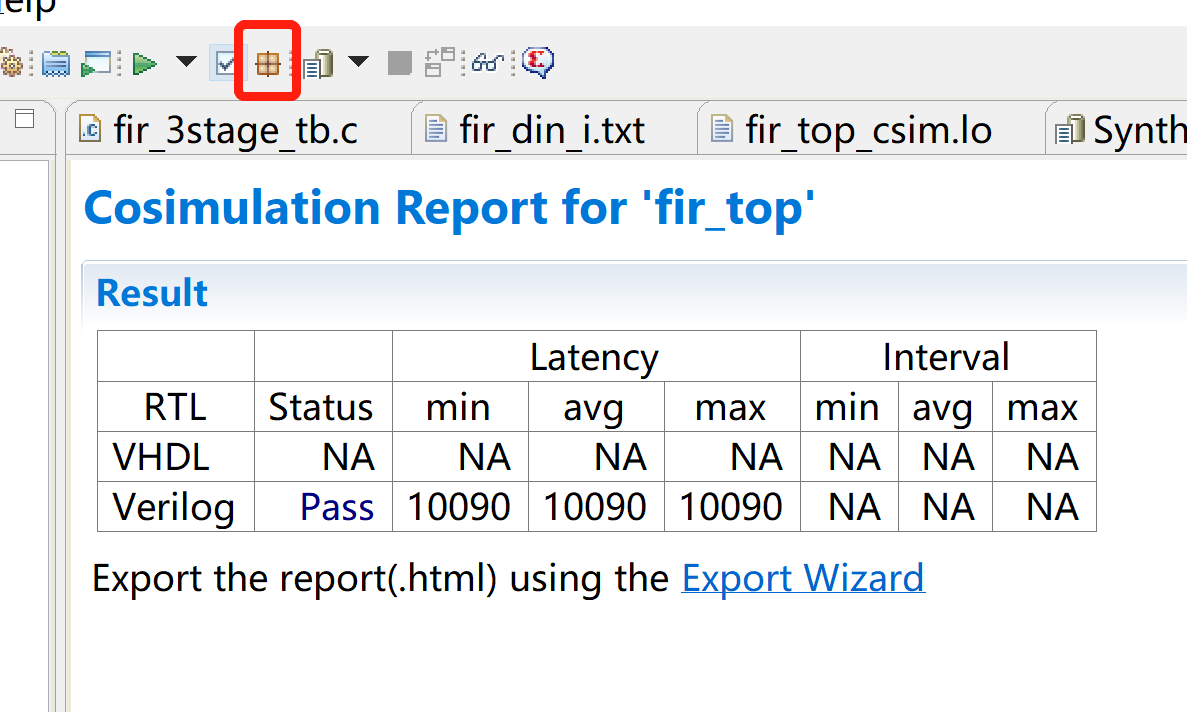 elp
fir_3stage_tb.c fir_din_i.txt fir_top_csim.lo Synth
Cosimulation Report for 'fir_top'
Result
Latency Interval
RTL Status min avg max min avg max
VHDL NA NA NA NA NA NA NA
Verilog Pass 10090 10090 10090 NA NA NA
Export the report(.html) using the Export Wizard